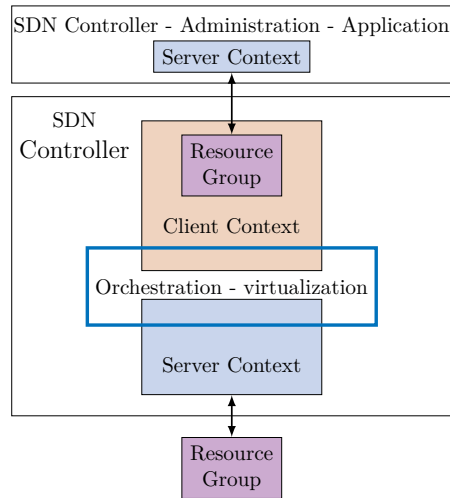 SDN Controller - Administration - Application
Server Context
SDN
Controller
Resource
Group
Client Context
Orchestration - virtualization
Server Context
Resource
Group